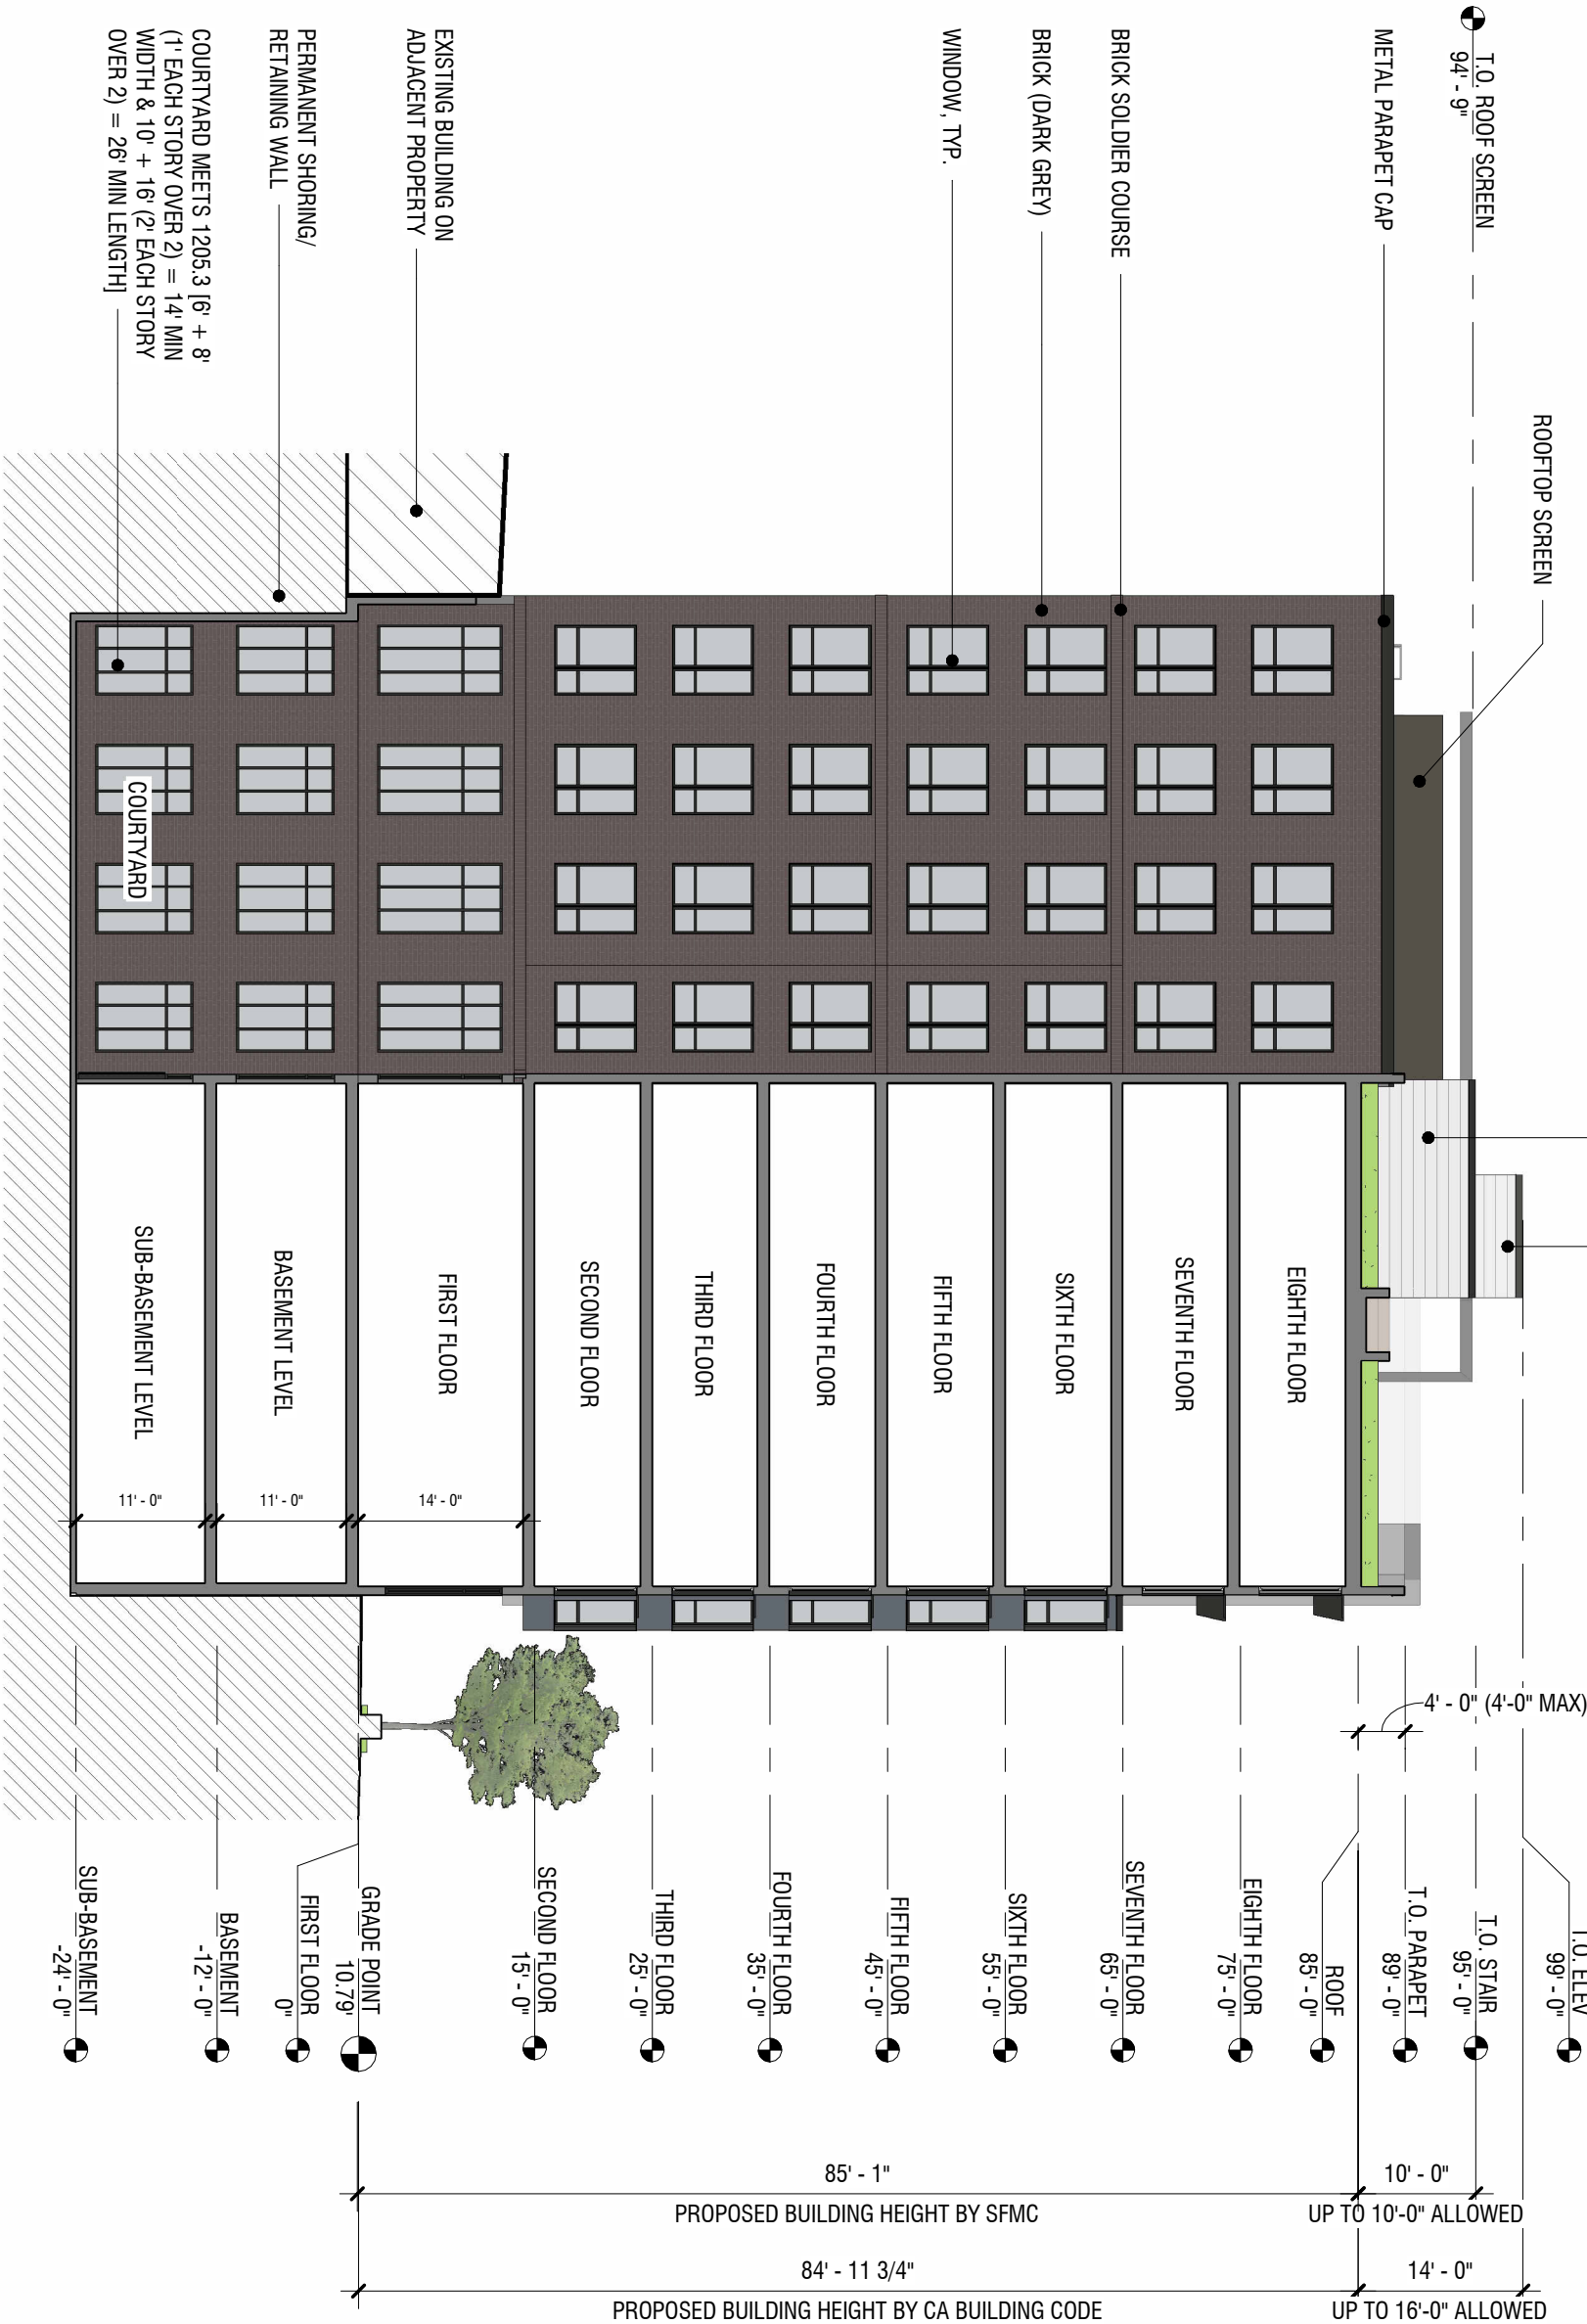 T.O. ROOF SCREEN
94' - 9"
ROOFTOP SCREEN
METAL PARAPET CAP
BRICK SOLDIER COURSE
BRICK (DARK GREY)
WINDOW, TYP.
EXISTING BUILDING ON
ADJACENT PROPERTY
PERMANENT SHORING/
RETAINING WALL
COURTYARD MEETS 1205.3 [6' + 8'
(1' EACH STORY OVER 2) = 14' MIN
WIDTH & 10' + 16' (2' EACH STORY
OVER 2) = 26' MIN LENGTH]
COURTYARD
EIGHTH FLOOR
SEVENTH FLOOR
SIXTH FLOOR
FIFTH FLOOR
FOURTH FLOOR
THIRD FLOOR
SECOND FLOOR
FIRST FLOOR
BASEMENT LEVEL
SUB-BASEMENT LEVEL
14' - 0"
11' - 0"
11' - 0"
4' - 0" (4'-0" MAX)
T.O. ELEV
99' - 0"
T.O. STAIR
95' - 0"
T.O. PARAPET
89' - 0"
ROOF
85' - 0"
EIGHTH FLOOR
75' - 0"
SEVENTH FLOOR
65' - 0"
SIXTH FLOOR
55' - 0"
FIFTH FLOOR
45' - 0"
FOURTH FLOOR
35' - 0"
THIRD FLOOR
25' - 0"
SECOND FLOOR
15' - 0"
GRADE POINT
10.79'
FIRST FLOOR
0"
BASEMENT
-12' - 0"
SUB-BASEMENT
-24' - 0"
85' - 1"
PROPOSED BUILDING HEIGHT BY SFMC
10' - 0"
UP TO 10'-0" ALLOWED
84' - 11 3/4"
PROPOSED BUILDING HEIGHT BY CA BUILDING CODE
14' - 0"
UP TO 16'-0" ALLOWED